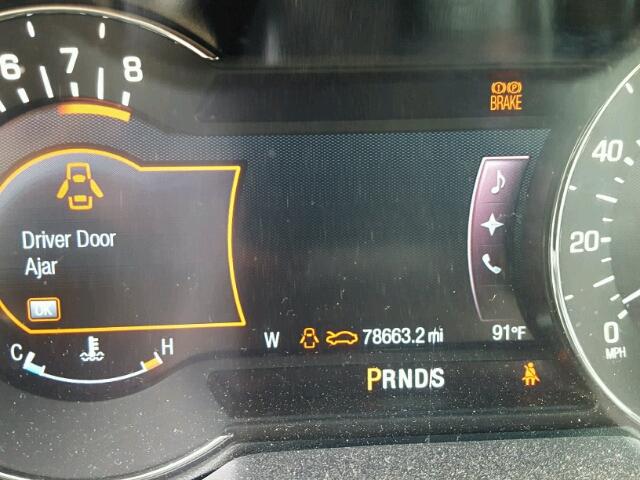 6 7 8
BRAKE
40
Driver Door
Ajar
20
OK
C H
W 78663.2 mi 91°F
0
MPH
PRNDS